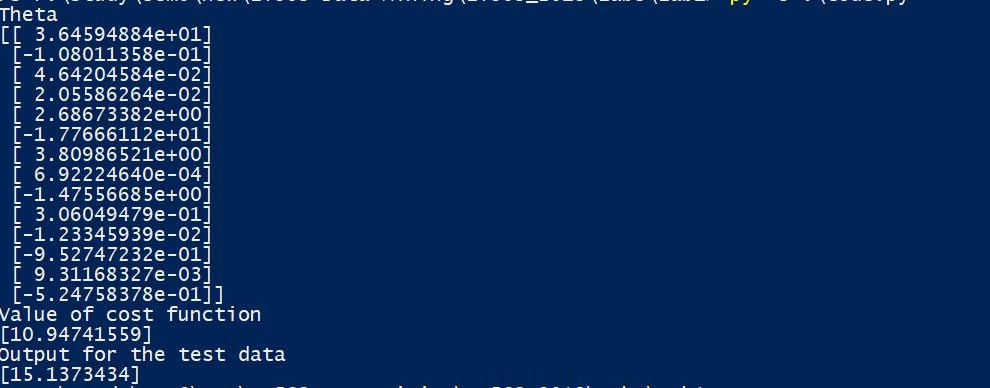 Theta
[[ 3.64594884e+01]
[-1.08011358e-01]
[ 4.64204584e-02]
[ 2.05586264e-02]
[ 2.68673382e+00]
[-1.77666112e+01]
[ 3.80986521e+00]
[ 6.92224640e-04]
[-1.47556685e+00]
[ 3.06049479e-01]
[-1.23345939e-02]
[-9.52747232e-01]
[ 9.31168327e-03]
[-5.24758378e-01]]
Value of cost function
[10.94741559]
Output for the test data
[15.1373434]